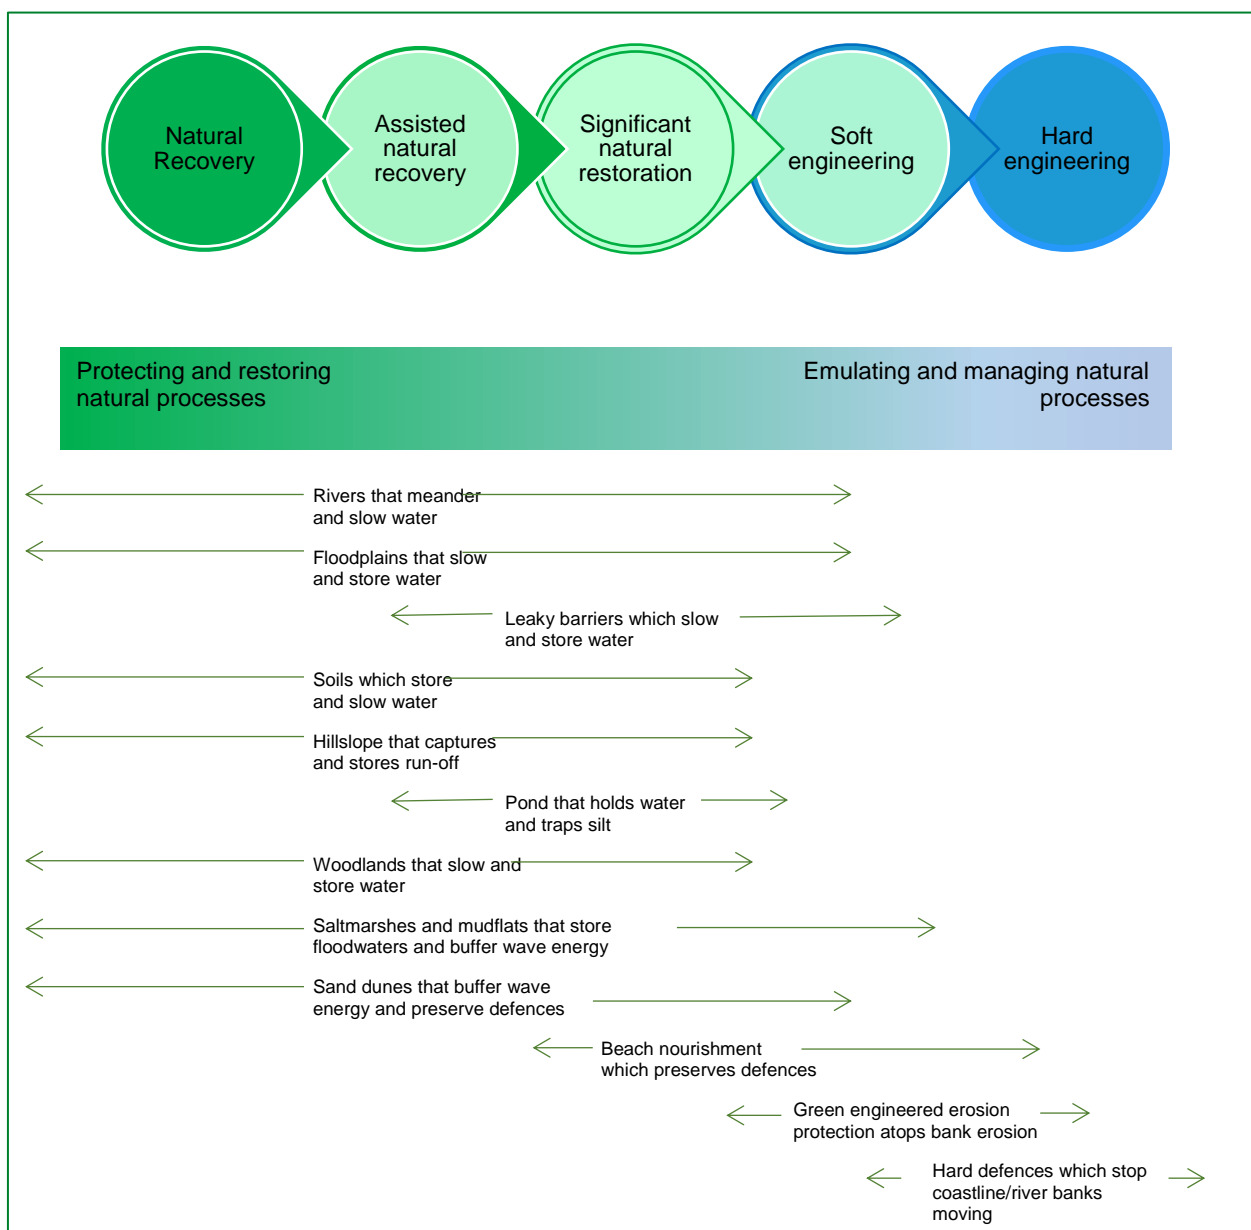 Natural
Recovery
Assisted
natural
recovery
Significant
natural
restoration
Soft
engineering
Hard
engineering
Protecting and restoring
natural processes
Emulating and managing natural
processes
Rivers that meander
and slow water
Floodplains that slow
and store water
Leaky barriers which slow
and store water
Soils which store
and slow water
Hillslope that captures
and stores run-off
Pond that holds water
and traps silt
Woodlands that slow and
store water
Saltmarshes and mudflats that store
floodwaters and buffer wave energy
Sand dunes that buffer wave
energy and preserve defences
Beach nourishment
which preserves defences
Green engineered erosion
protection atops bank erosion
Hard defences which stop
coastline/river banks
moving